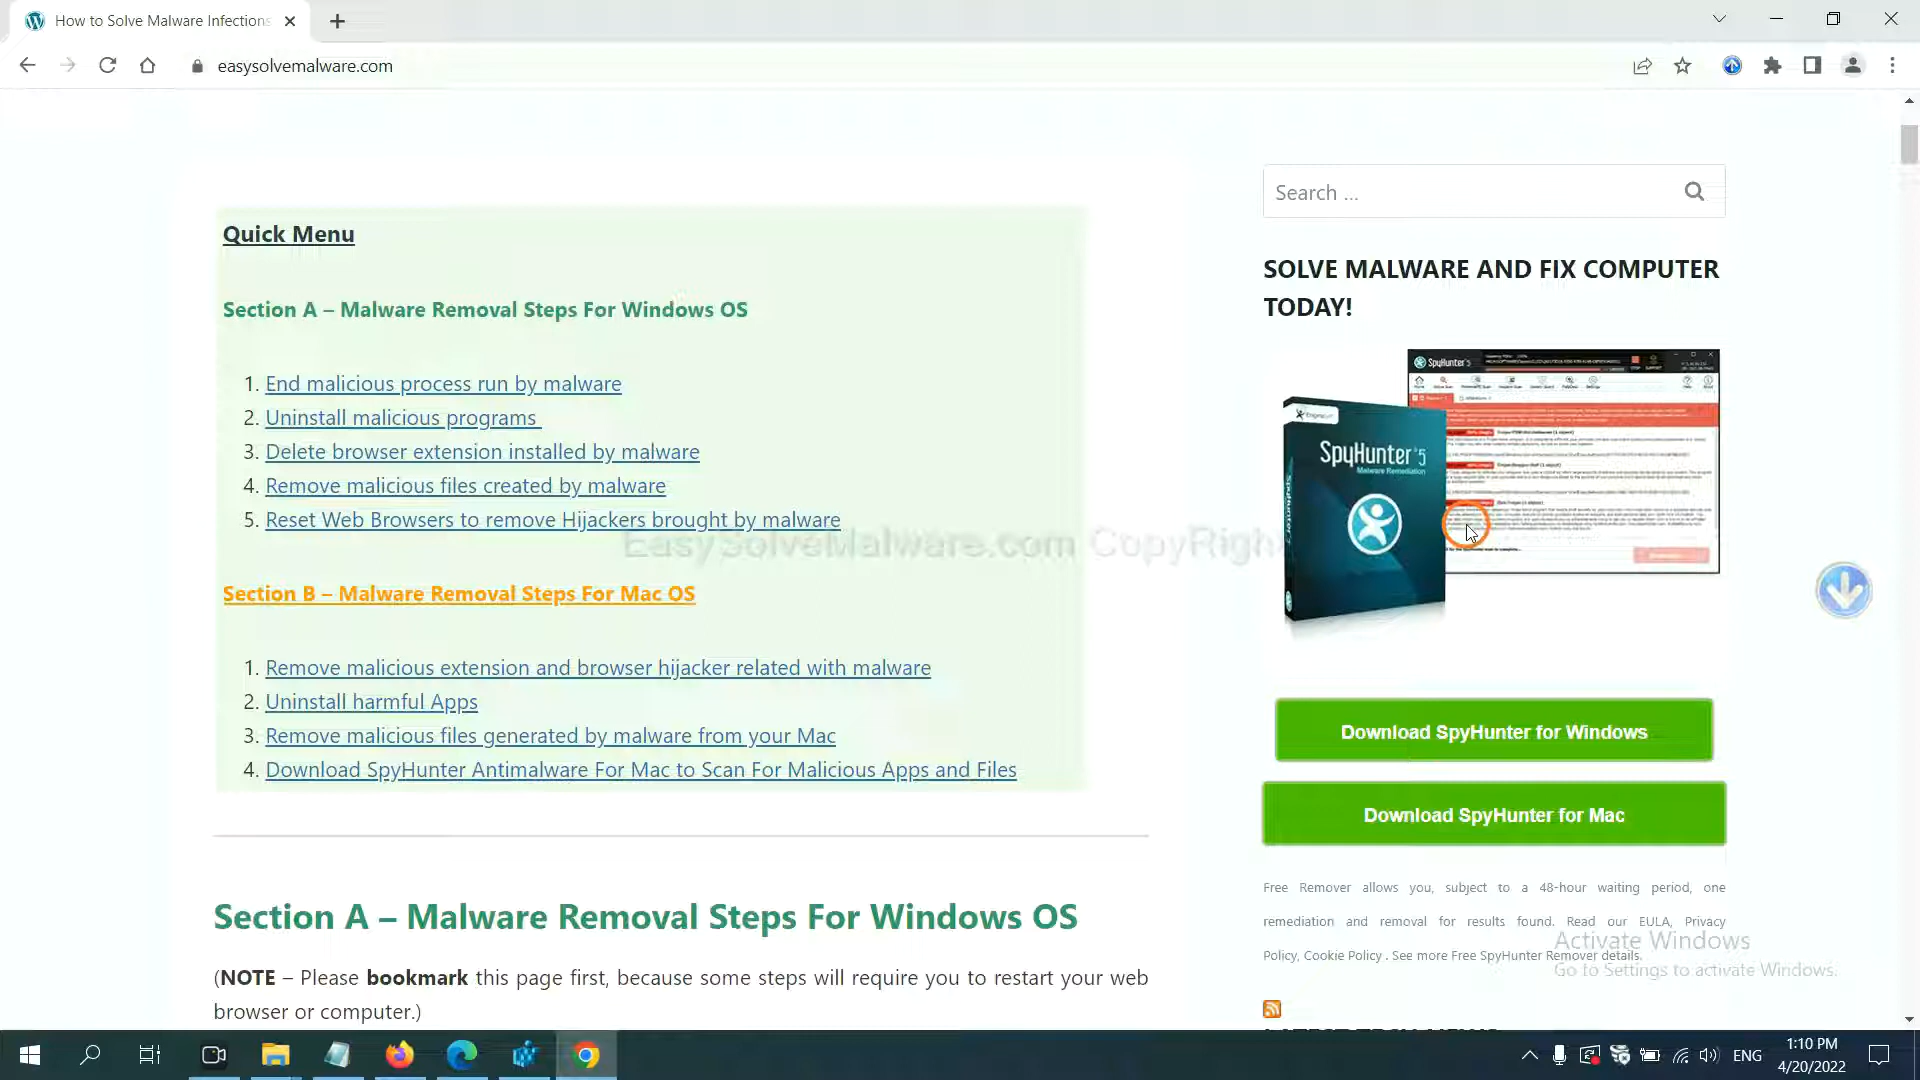 How to Solve Malware Infections
easysolvemalware.com
Search ...
Quick Menu
SOLVE MALWARE AND FIX COMPUTER
TODAY!
Section A – Malware Removal Steps For Windows OS
1. End malicious process run by malware
2. Uninstall malicious programs
3. Delete browser extension installed by malware
4. Remove malicious files created by malware
5. Reset Web Browsers to remove Hijackers brought by malware
SpyHunter 5
SpyHunter 5
Malware Remediation
EasySolveMalware.com CopyRigh
Section B – Malware Removal Steps For Mac OS
1. Remove malicious extension and browser hijacker related with malware
2. Uninstall harmful Apps
3. Remove malicious files generated by malware from your Mac
4. Download SpyHunter Antimalware For Mac to Scan For Malicious Apps and Files
Download SpyHunter for Windows
Download SpyHunter for Mac
Free Remover allows you, subject to a 48-hour waiting period, one
remediation and removal for results found. Read our EULA, Privacy
Policy, Cookie Policy . See more Free SpyHunter Remover details.
Section A – Malware Removal Steps For Windows OS
(NOTE – Please bookmark this page first, because some steps will require you to restart your web
browser or computer.)
Activate Windows
Go to Settings to activate Windows.
ENG
1:10 PM
4/20/2022